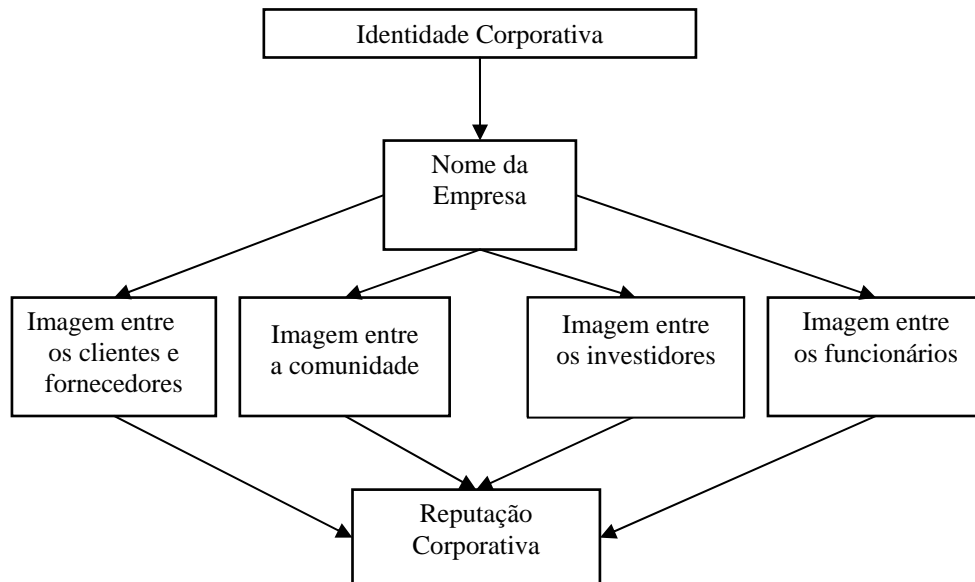 Identidade Corporativa
Nome da
Empresa
Imagem entre
os clientes e
fornecedores
Imagem entre
a comunidade
Imagem entre
os investidores
Imagem entre
os funcionários
Reputação
Corporativa